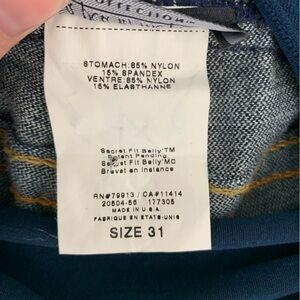 STOMACH:85% NYLON
15% SPANDEX
VENTRE:85% NYLON
15% ELASTHANNE
Secret Fit Belly™
Patent Pending
Secret Fit Belly MC
Brevet en instance
RN#79913 / CA#11414
20504-56 177305
MADE IN U.S.A.
FABRIQUE EN ETATS-UNIS
SIZE 31